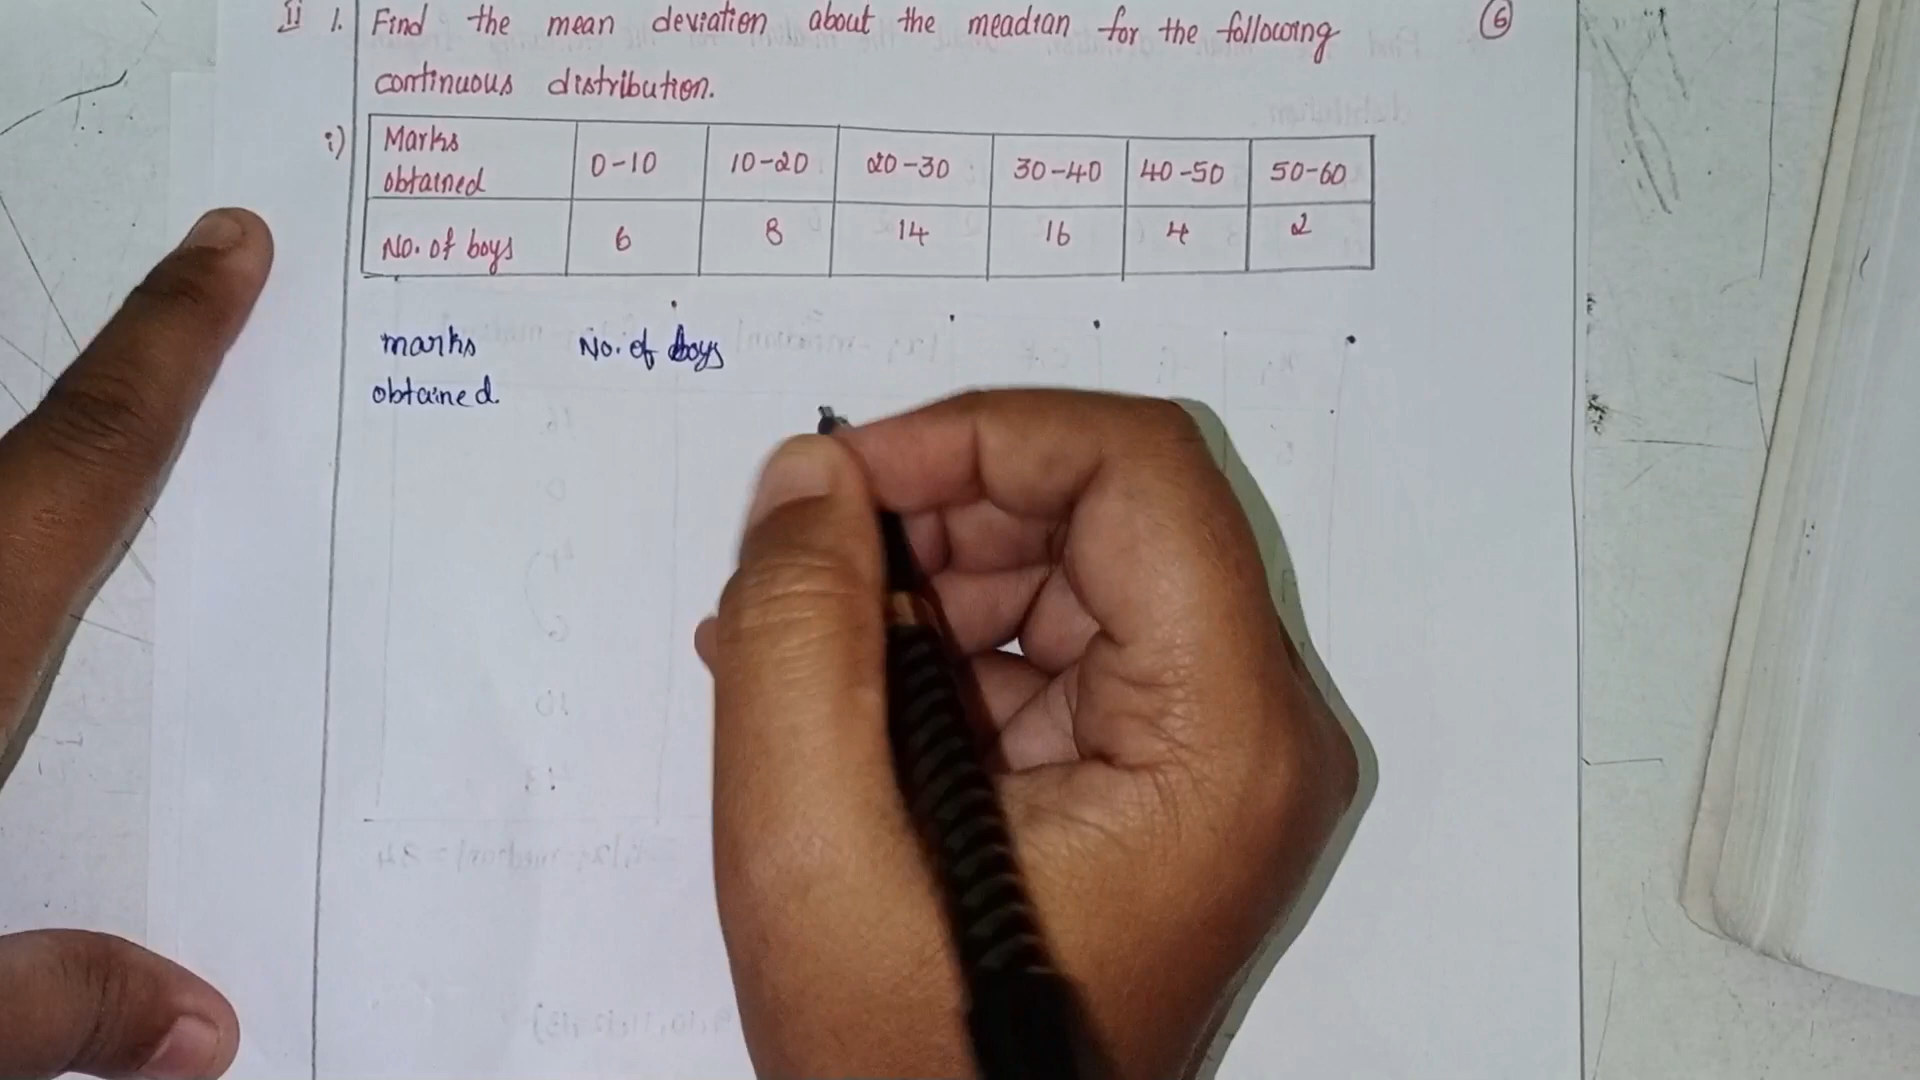 II 1. Find the mean deviation about the meadian for the following
6
continuous distribution.
i) Marks obtained 0-10 10-20 20-30 30-40 40-50 50-60
No. of boys 6 8 14 16 4 2
marks No. of boys
obtained.